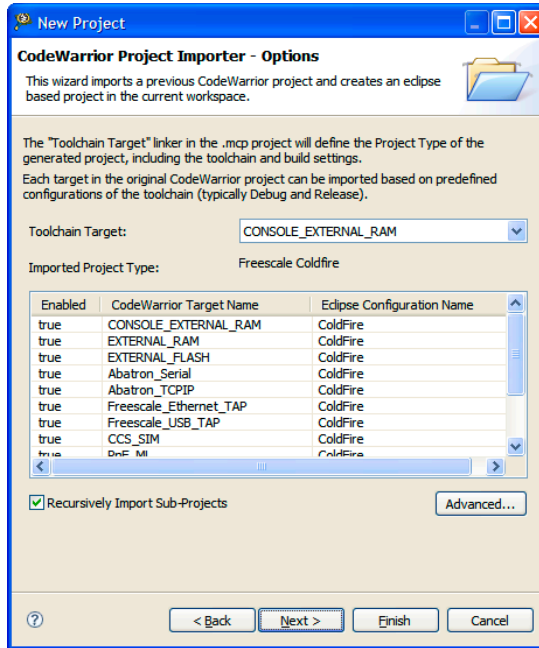 New Project
CodeWarrior Project Importer - Options
This wizard imports a previous CodeWarrior project and creates an eclipse
based project in the current workspace.
The "Toolchain Target" linker in the .mcp project will define the Project Type of the
generated project, including the toolchain and build settings.
Each target in the original CodeWarrior project can be imported based on predefined
configurations of the toolchain (typically Debug and Release).
Toolchain Target: CONSOLE_EXTERNAL_RAM
Imported Project Type: Freescale Coldfire
Enabled CodeWarrior Target Name Eclipse Configuration Name
true CONSOLE_EXTERNAL_RAM ColdFire
true EXTERNAL_RAM ColdFire
true EXTERNAL_FLASH ColdFire
true Abatron_Serial ColdFire
true Abatron_TCPIP ColdFire
true Freescale_Ethernet_TAP ColdFire
true Freescale_USB_TAP ColdFire
true CCS_SIM ColdFire
true PnE_ML ColdFire
Recursively Import Sub-Projects Advanced...
? < Back Next > Finish Cancel